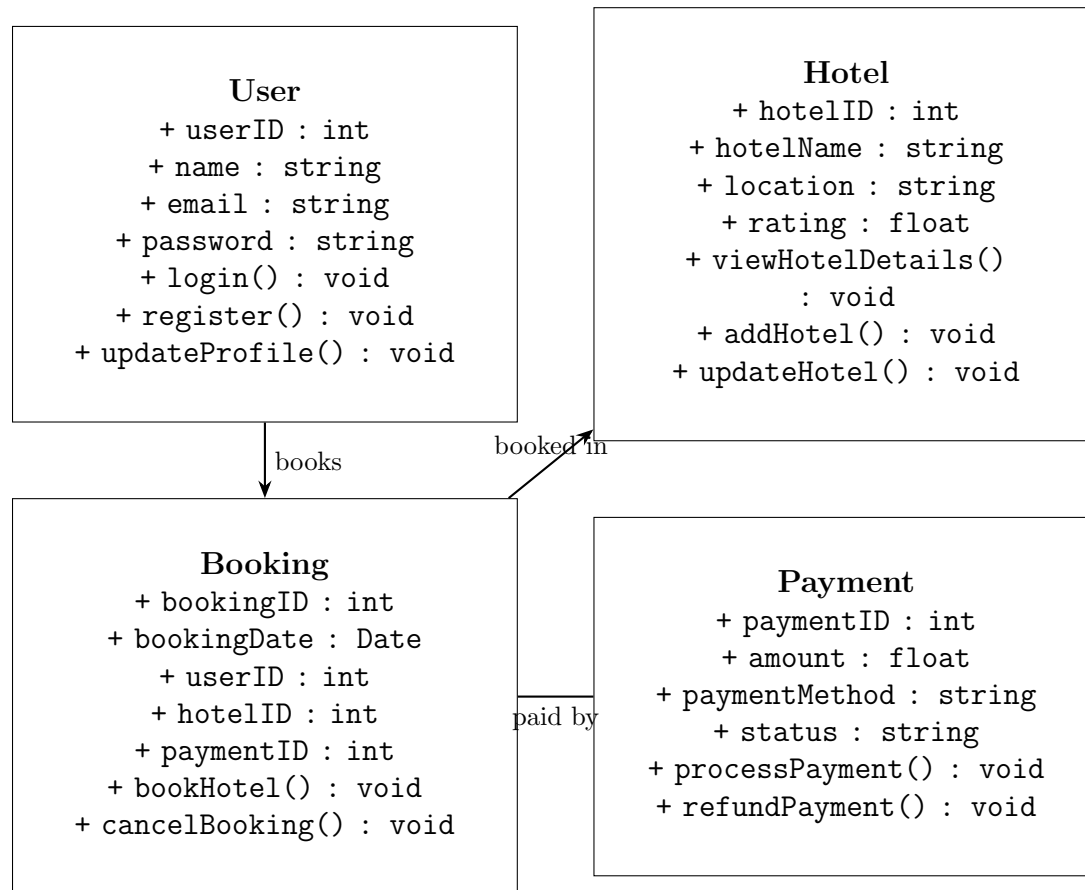 User
+ userID : int
+ name : string
+ email : string
+ password : string
+ login() : void
+ register() : void
+ updateProfile() : void
Hotel
+ hotelID : int
+ hotelName : string
+ location : string
+ rating : float
+ viewHotelDetails()
: void
+ addHotel() : void
+ updateHotel() : void
books
booked in
Booking
+ bookingID : int
+ bookingDate : Date
+ userID : int
+ hotelID : int
+ paymentID : int
+ bookHotel() : void
+ cancelBooking() : void
paid by
Payment
+ paymentID : int
+ amount : float
+ paymentMethod : string
+ status : string
+ processPayment() : void
+ refundPayment() : void